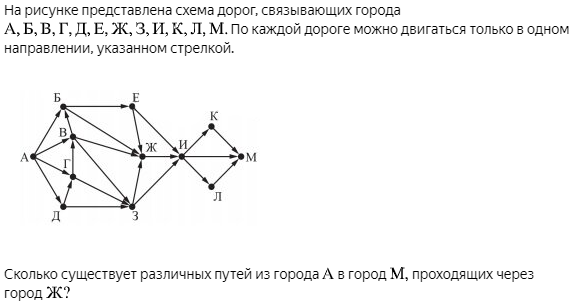 На рисунке представлена схема дорог, связывающих города
А, Б, В, Г, Д, Е, Ж, З, И, К, Л, М. По каждой дороге можно двигаться только в одном
направлении, указанном стрелкой.
Б
Е
К
В
Ж
И
А
Г
М
Л
Д
З
Сколько существует различных путей из города А в город М, проходящих через
город Ж?